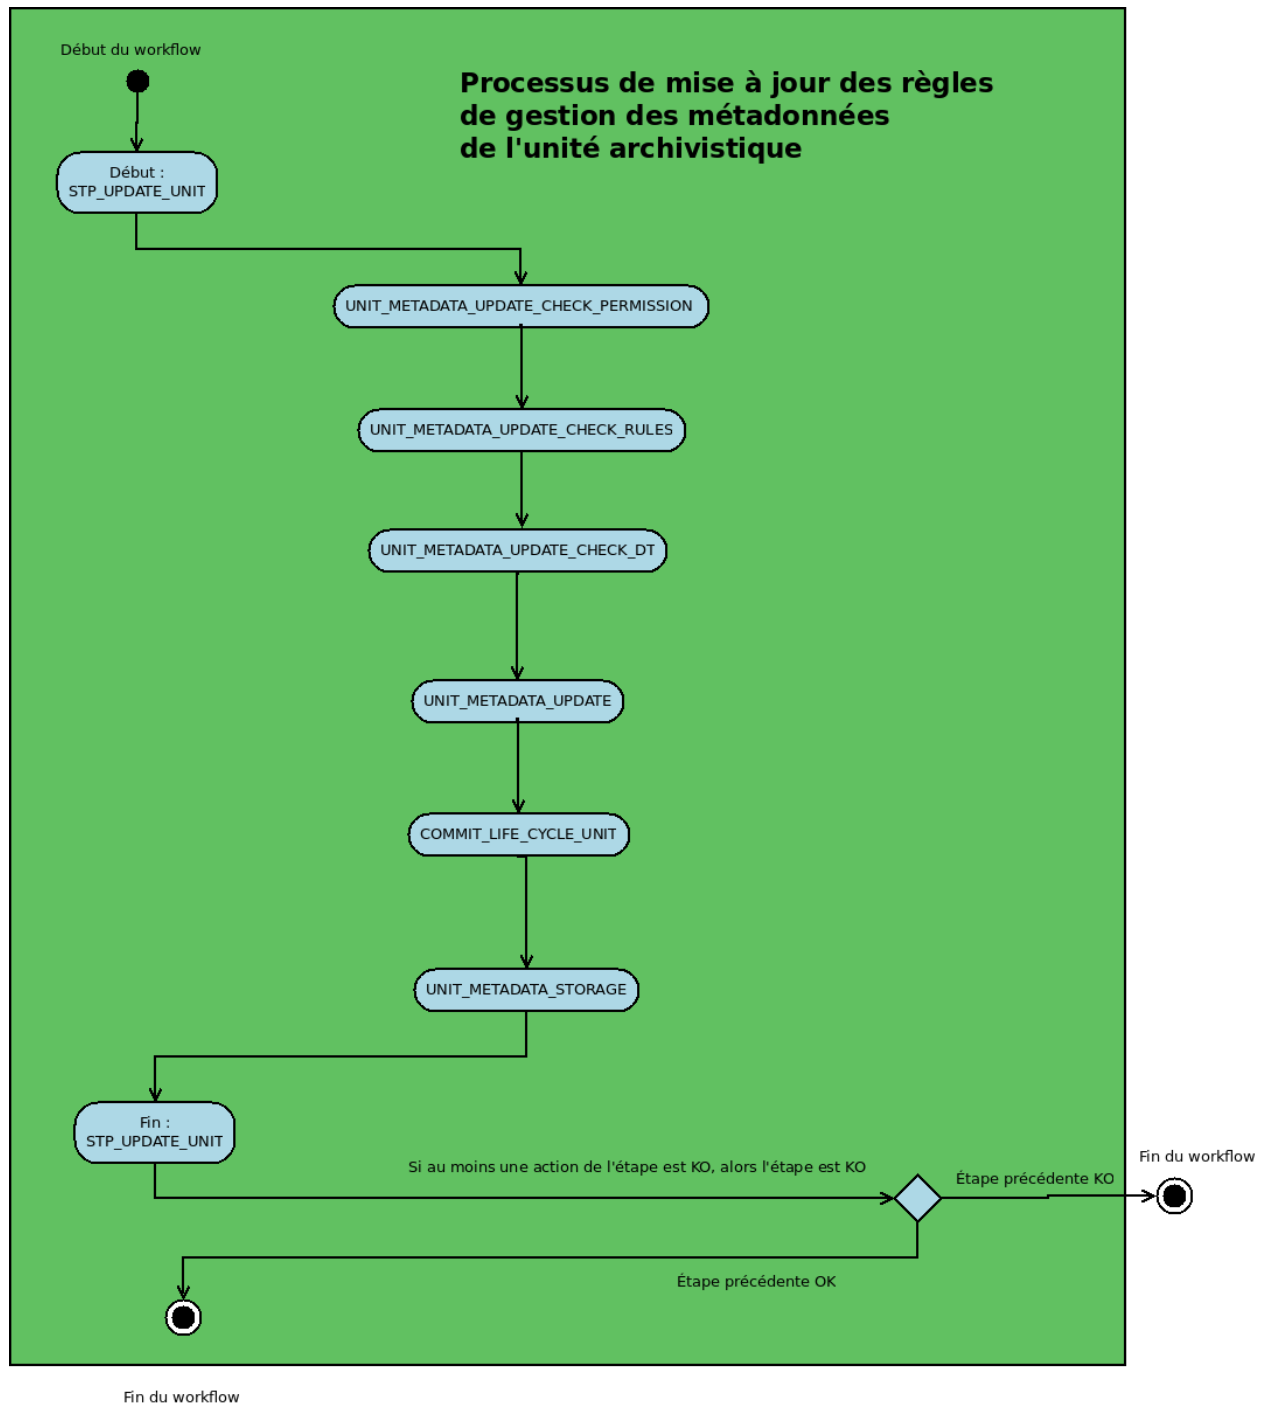 Début du workflow
Processus de mise à jour des règles
de gestion des métadonnées
de l'unité archivistique
Début :
STP_UPDATE_UNIT
UNIT_METADATA_UPDATE_CHECK_PERMISSION
UNIT_METADATA_UPDATE_CHECK_RULES
UNIT_METADATA_UPDATE_CHECK_DT
UNIT_METADATA_UPDATE
COMMIT_LIFE_CYCLE_UNIT
UNIT_METADATA_STORAGE
Fin :
STP_UPDATE_UNIT
Si au moins une action de l'étape est KO, alors l'étape est KO
Étape précédente KO
Fin du workflow
Étape précédente OK
Fin du workflow